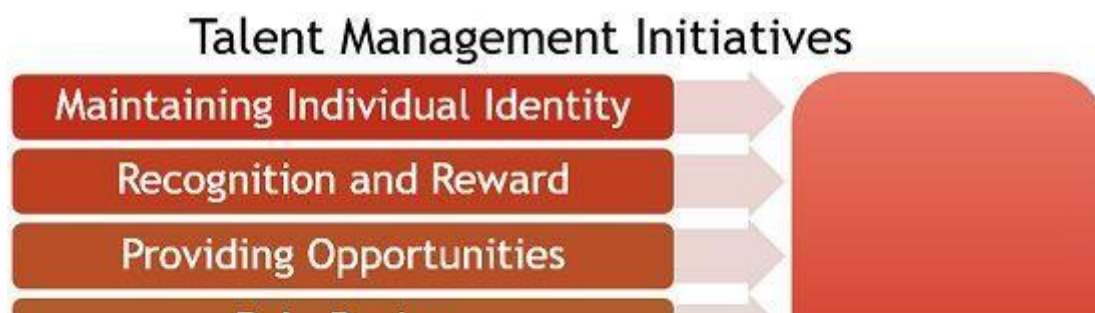 Talent Management Initiatives
Maintaining Individual Identity
Recognition and Reward
Providing Opportunities